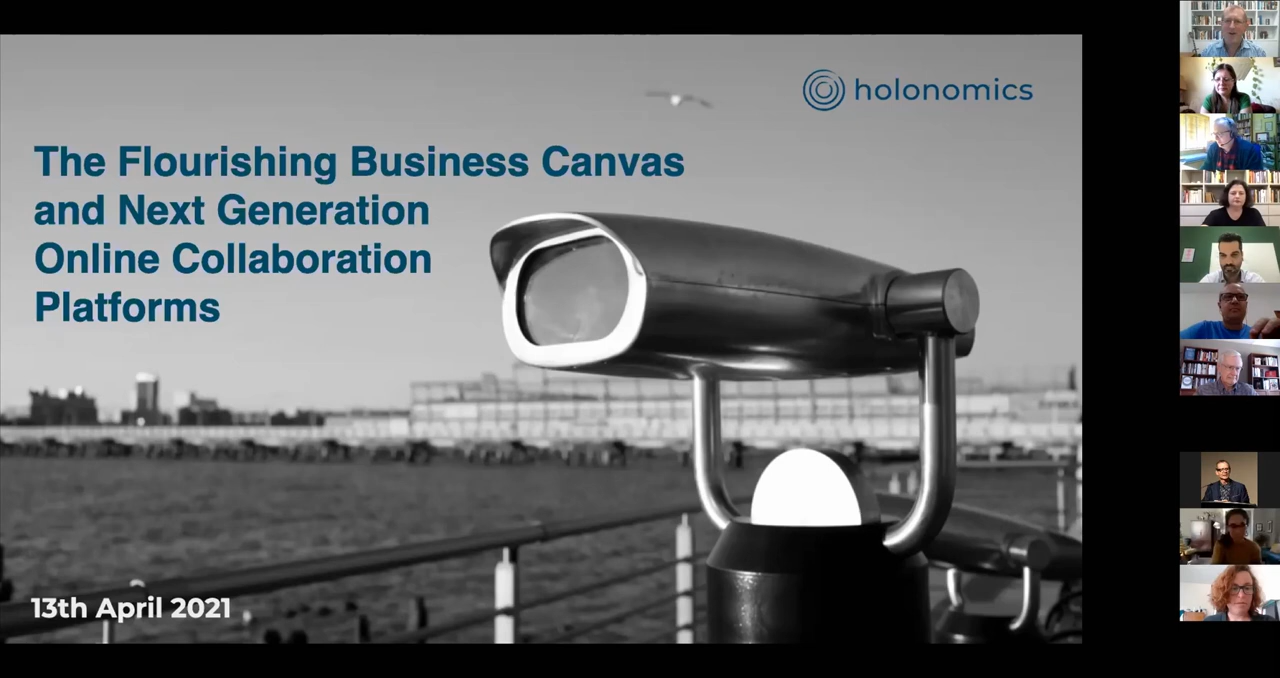 holonomics
The Flourishing Business Canvas
and Next Generation
Online Collaboration
Platforms
13th April 2021